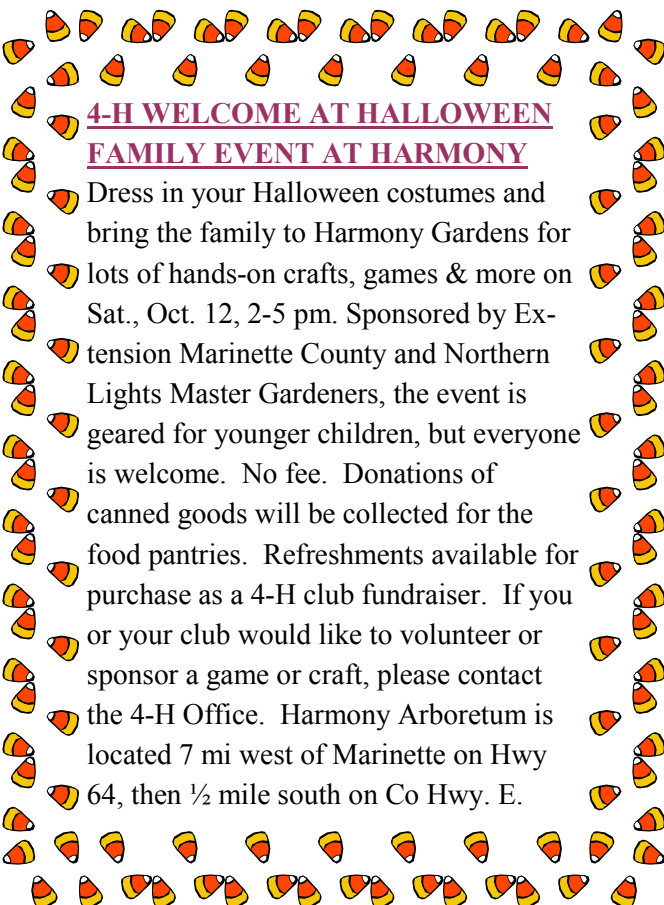 4-H WELCOME AT HALLOWEEN
FAMILY EVENT AT HARMONY
Dress in your Halloween costumes and
bring the family to Harmony Gardens for
lots of hands-on crafts, games & more on
Sat., Oct. 12, 2-5 pm. Sponsored by Ex-
tension Marinette County and Northern
Lights Master Gardeners, the event is
geared for younger children, but everyone
is welcome.  No fee.  Donations of
canned goods will be collected for the
food pantries.  Refreshments available for
purchase as a 4-H club fundraiser.  If you
or your club would like to volunteer or
sponsor a game or craft, please contact
the 4-H Office.  Harmony Arboretum is
located 7 mi west of Marinette on Hwy
64, then ½ mile south on Co Hwy. E.